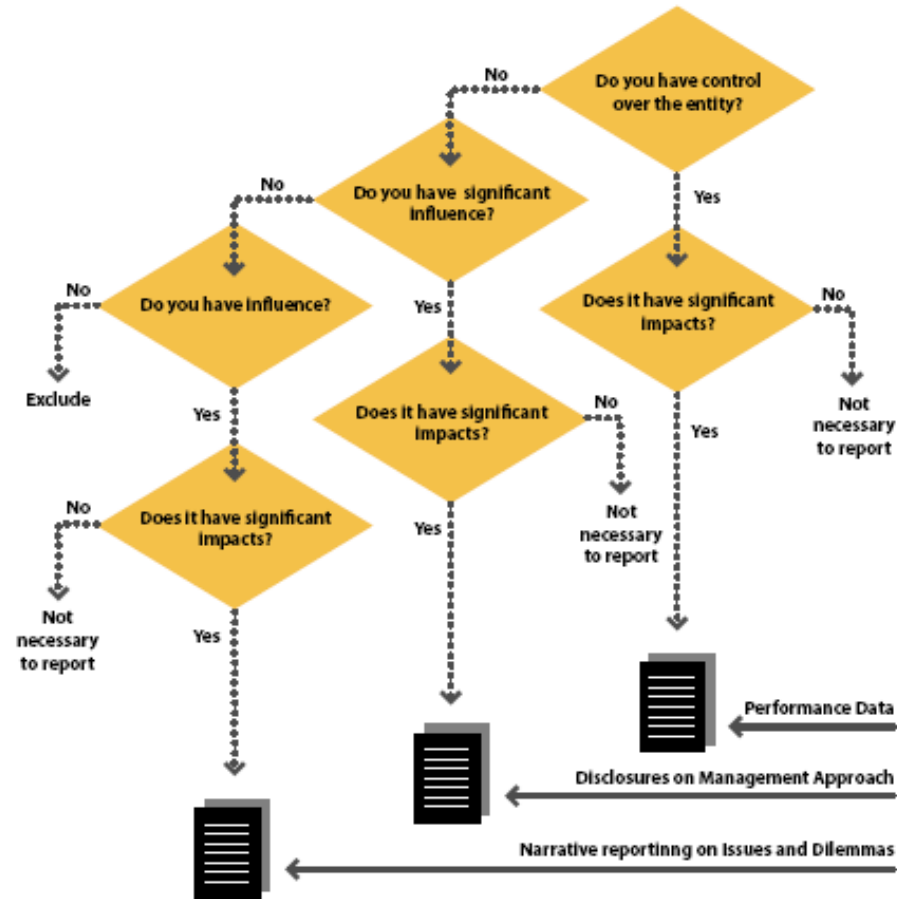 Do you have control
over the entity?
No
Do you have  significant
influence?
No
Yes
Do you have influence?
No
Exclude
Does it have significant
impacts?
No
Not
necessary
to report
Yes
Does it have significant
impacts?
No
Not
necessary
to report
Yes
Yes
Does it have significant
impacts?
No
Not
necessary
to report
Yes
Yes
Performance Data
Disclosures on Management Approach
Narrative reportinng on Issues and Dilemmas